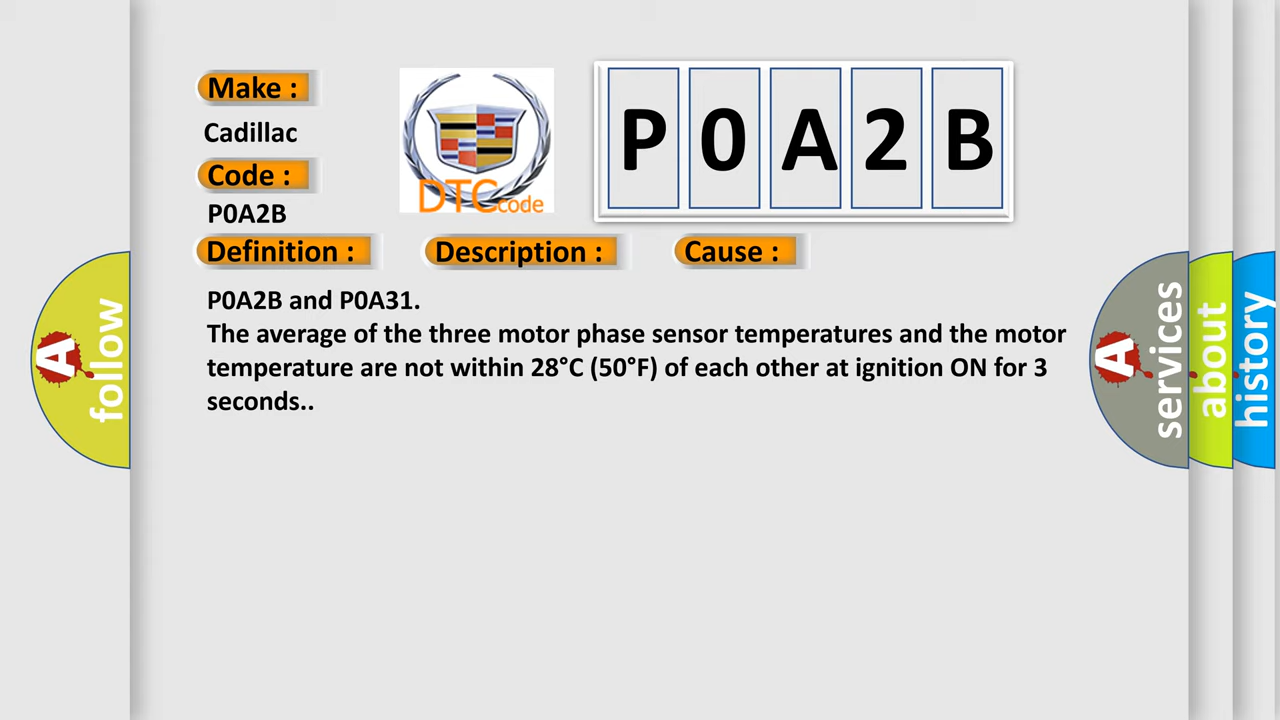 Make :
Cadillac
Code :
P0A2B
DTCcode
P 0 A 2 B
Definition :
Description :
Cause :
P0A2B and P0A31.
The average of the three motor phase sensor temperatures and the motor
temperature are not within 28°C (50°F) of each other at ignition ON for 3
seconds..
A follow
A services
about
history